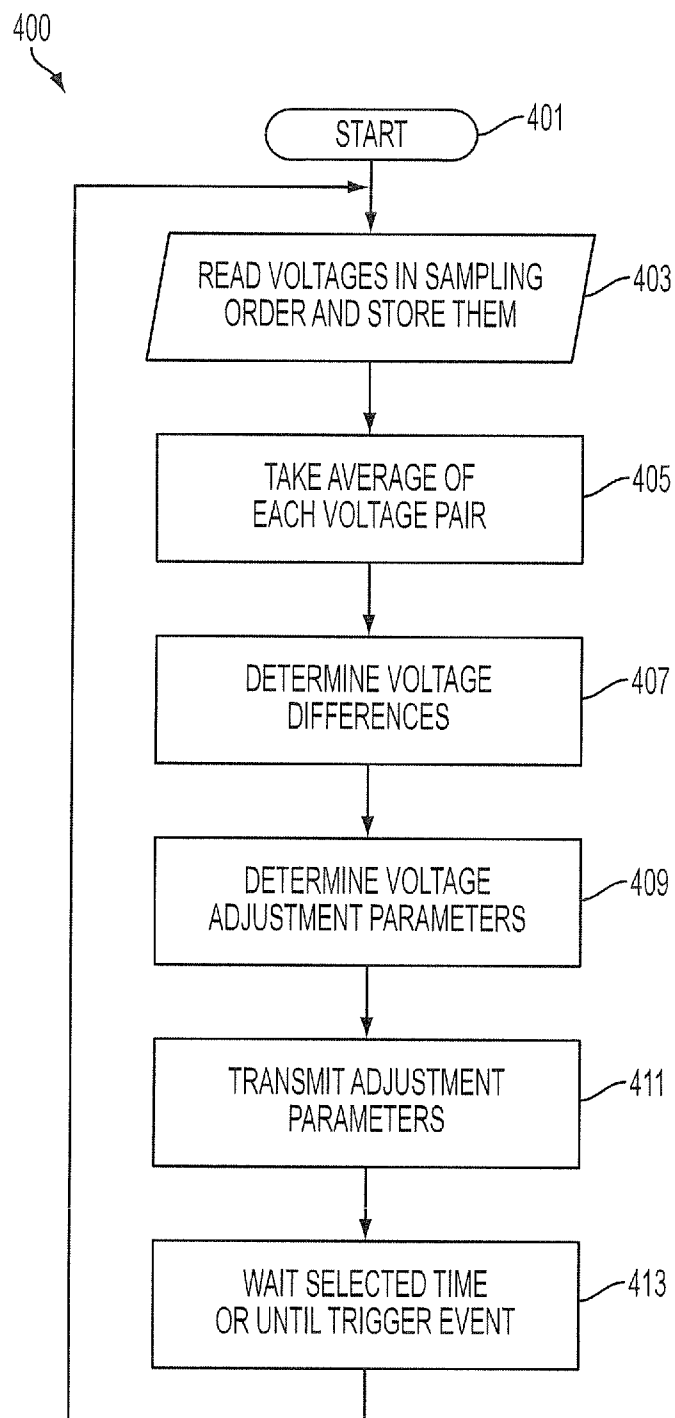 400
START
401
READ VOLTAGES IN SAMPLING
ORDER AND STORE THEM
403
TAKE AVERAGE OF
EACH VOLTAGE PAIR
405
DETERMINE VOLTAGE
DIFFERENCES
407
DETERMINE VOLTAGE
ADJUSTMENT PARAMETERS
409
TRANSMIT ADJUSTMENT
PARAMETERS
411
WAIT SELECTED TIME
OR UNTIL TRIGGER EVENT
413